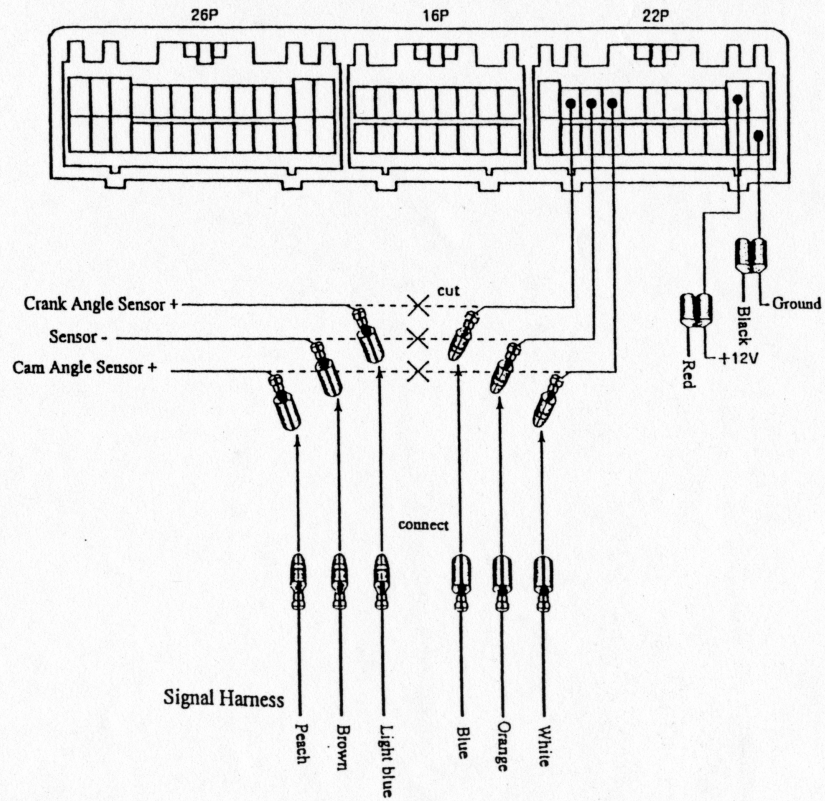 26P 16P 22P
cut
Crank Angle Sensor +
Sensor -
Cam Angle Sensor +
Ground
Black
+12V
Red
connect
Signal Harness
Peach
Brown
Light blue
Blue
Orange
White